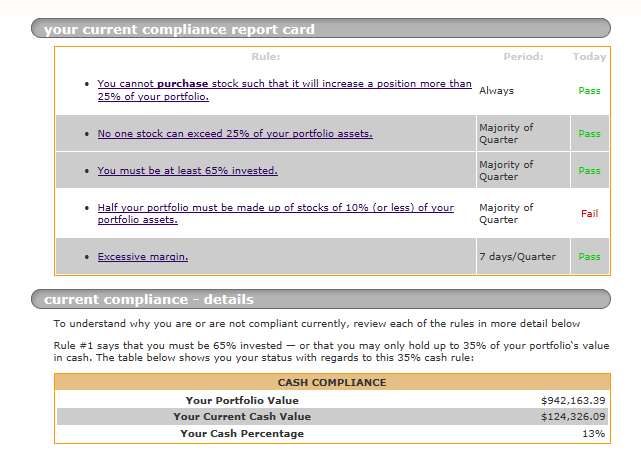 your current compliance report card
Rule: Period: Today
• You cannot purchase stock such that it will increase a position more than
25% of your portfolio. Always Pass
• No one stock can exceed 25% of your portfolio assets. Majority of
Quarter Pass
• You must be at least 65% invested. Majority of
Quarter Pass
• Half your portfolio must be made up of stocks of 10% (or less) of your
portfolio assets. Majority of
Quarter Fail
• Excessive margin. 7 days/Quarter Pass
current compliance - details
To understand why you are or are not compliant currently, review each of the rules in more detail below
Rule #1 says that you must be 65% invested — or that you may only hold up to 35% of your portfolio's value
in cash. The table below shows you your status with regards to this 35% cash rule:
CASH COMPLIANCE
Your Portfolio Value $942,163.39
Your Current Cash Value $124,326.09
Your Cash Percentage 13%